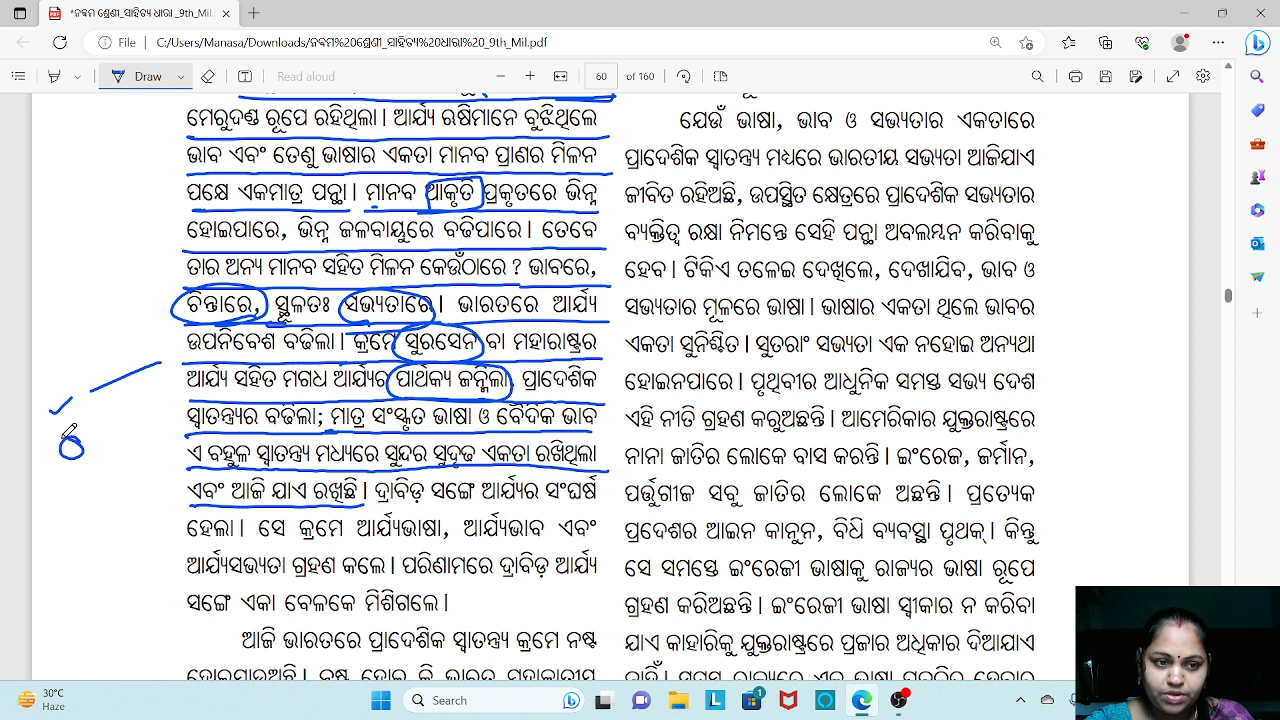 *ନଵମ ଶ୍ରେଣୀ_ସାହିତ୍ୟ ଧାରା _9th_Mil.
File C:/Users/Manasa/Downloads/ନବମ%20ଶ୍ରେଣୀ_ସାହିତ୍ୟ%20ଧାରା%20_9th_Mil.pdf
Draw Read aloud 60 of 160
ମେରୁଦଣ୍ଡ ରୂପେ ରହିଥିଲା। ଆର୍ଯ୍ୟ ଋଷିମାନେ ବୁଝିଥିଲେ
ଭାବ ଏବଂ ତେଣୁ ଭାଷାର ଏକତା ମାନବ ପ୍ରାଣର ମିଳନ
ପକ୍ଷେ ଏକମାତ୍ର ପନ୍ଥା। ମାନବ ଆକୃତି ପ୍ରକୃତରେ ଭିନ୍ନ
ହୋଇପାରେ, ଭିନ୍ନ ଜଳବାୟୁରେ ବଢିପାରେ। ତେବେ
ତାର ଅନ୍ୟ ମାନବ ସହିତ ମିଳନ କେଉଁଠାରେ ? ଭାବରେ,
ଚିନ୍ତାରେ, ସ୍ଥୂଳତଃ ସଭ୍ୟତାରେ। ଭାରତରେ ଆର୍ଯ୍ୟ
ଉପନିବେଶ ବଢିଲା। କ୍ରମେ ସୁରସେନ ବା ମହାରାଷ୍ଟ୍ରର
ଆର୍ଯ୍ୟ ସହିତ ମଗଧ ଆର୍ଯ୍ୟର ପାର୍ଥକ୍ୟ ଜନ୍ମିଲା, ପ୍ରାଦେଶିକ
ସ୍ୱାତନ୍ତ୍ର୍ୟର ବଢିଲା; ମାତ୍ର ସଂସ୍କୃତ ଭାଷା ଓ ବୈଦିକ ଭାବ
ଏ ବହୁଳ ସ୍ୱାତନ୍ତ୍ର୍ୟ ମଧ୍ୟରେ ସୁନ୍ଦର ସୁଦୃଢ ଏକତା ରଖିଥିଲା
ଏବଂ ଆଜି ଯାଏ ରଖିଛି। ଦ୍ରାବିଡ଼ ସଙ୍ଗେ ଆର୍ଯ୍ୟର ସଂଘର୍ଷ
ହେଲା। ସେ କ୍ରମେ ଆର୍ଯ୍ୟଭାଷା, ଆର୍ଯ୍ୟଭାବ ଏବଂ
ଆର୍ଯ୍ୟସଭ୍ୟତା ଗ୍ରହଣ କଲେ। ପରିଣାମରେ ଦ୍ରାବିଡ଼ ଆର୍ଯ୍ୟ
ସଙ୍ଗେ ଏକା ବେଳକେ ମିଶିଗଲେ।
ଆଜି ଭାରତରେ ପ୍ରାଦେଶିକ ସ୍ୱାତନ୍ତ୍ର୍ୟ କ୍ରମେ ନଷ୍ଟ
ଯେଉଁ ଭାଷା, ଭାବ ଓ ସଭ୍ୟତାର ଏକତାରେ
ପ୍ରାଦେଶିକ ସ୍ୱାତନ୍ତ୍ର୍ୟ ମଧ୍ୟରେ ଭାରତୀୟ ସଭ୍ୟତା ଆଜିଯାଏ
ଜୀବିତ ରହିଅଛି, ଉପସ୍ଥିତ କ୍ଷେତ୍ରରେ ପ୍ରାଦେଶିକ ସଭ୍ୟତାର
ବ୍ୟକ୍ତିତ୍ୱ ରକ୍ଷା ନିମନ୍ତେ ସେହି ପନ୍ଥା ଅବଲମ୍ୱନ କରିବାକୁ
ହେବ। ଟିକିଏ ତଳେଇ ଦେଖିଲେ, ଦେଖାଯିବ, ଭାବ ଓ
ସଭ୍ୟତାର ମୂଳରେ ଭାଷା। ଭାଷାର ଏକତା ଥିଲେ ଭାବର
ଏକତା ସୁନିଶ୍ଚିତ। ସୁତରାଂ ସଭ୍ୟତା ଏକ ନହୋଇ ଅନ୍ୟଥା
ହୋଇନପାରେ। ପୃଥିବୀର ଆଧୁନିକ ସମସ୍ତ ସଭ୍ୟ ଦେଶ
ଏହି ନୀତି ଗ୍ରହଣ କରୁଅଛନ୍ତି। ଆମେରିକାର ଯୁକ୍ତରାଷ୍ଟ୍ରରେ
ନାନା ଜାତିର ଲୋକେ ବାସ କରନ୍ତି। ଇଂରେଜ, ଜର୍ମାନ,
ପର୍ତ୍ତୁଗୀଜ ସବୁ ଜାତିର ଲୋକେ ଅଛନ୍ତି। ପ୍ରତ୍ୟେକ
ପ୍ରଦେଶର ଆଇନ କାନୁନ, ବିଧି ବ୍ୟବସ୍ଥା ପୃଥକ୍। କିନ୍ତୁ
ସେ ସମସ୍ତେ ଇଂରେଜୀ ଭାଷାକୁ ରାଜ୍ୟର ଭାଷା ରୂପେ
ଗ୍ରହଣ କରିଅଛନ୍ତି। ଇଂରେଜୀ ଭାଷା ସ୍ୱୀକାର ନ କରିବା
ଯାଏ କାହାରିକୁ ଯୁକ୍ତରାଷ୍ଟ୍ରରେ ପ୍ରଜାର ଅଧିକାର ଦିଆଯାଏ
30°C
Haze
Search